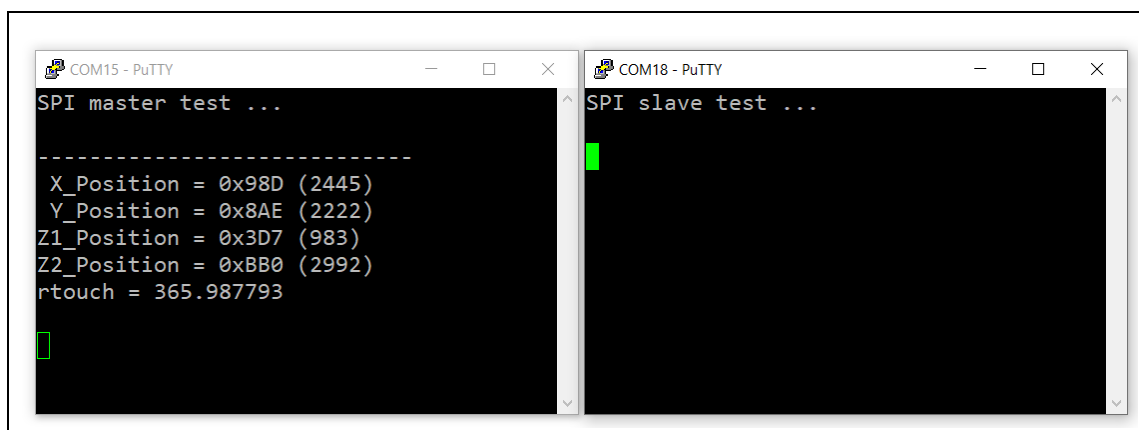 COM15 - PuTTY
SPI master test ...
-----------------------------
X_Position = 0x98D (2445)
Y_Position = 0x8AE (2222)
Z1_Position = 0x3D7 (983)
Z2_Position = 0xBB0 (2992)
rtouch = 365.987793
COM18 - PuTTY
SPI slave test ...